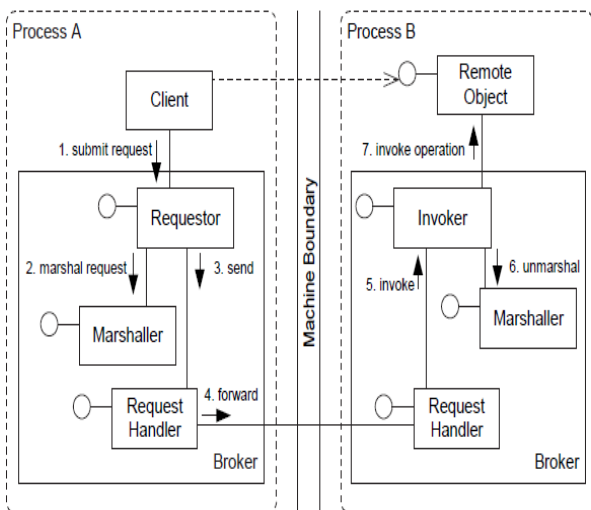 Process A
Process B
Client
Remote
Object
1. submit request
7. invoke operation
Requestor
Invoker
Machine Boundary
2. marshal request
3. send
5. invoke
6. unmarshal
Marshaller
Marshaller
4. forward
Request
Handler
Request
Handler
Broker
Broker